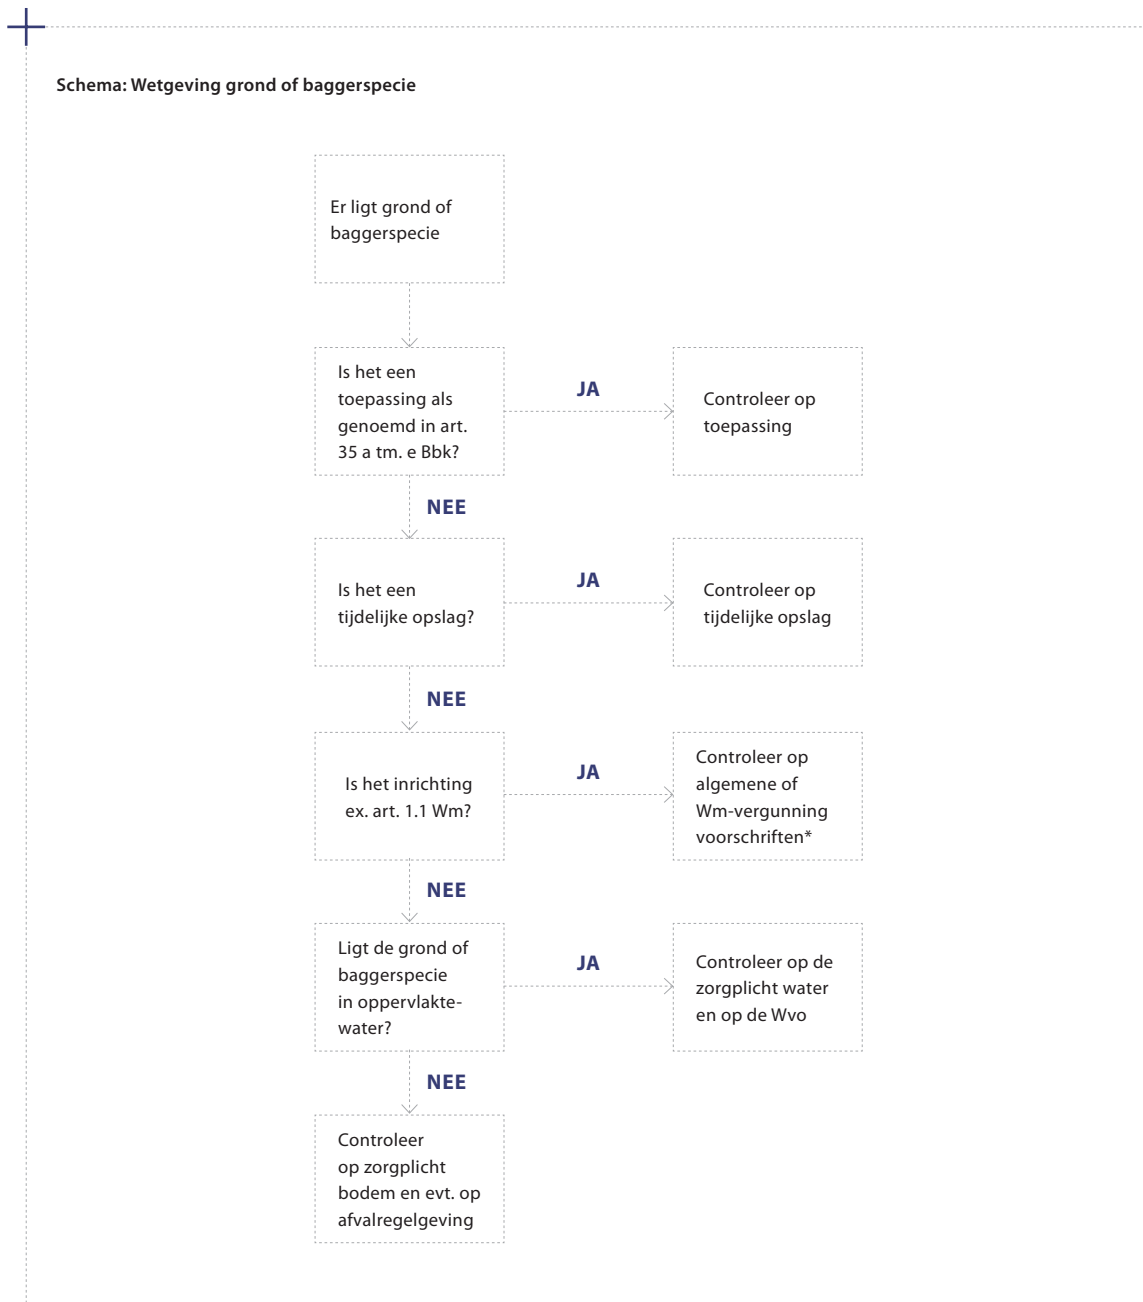 Schema: Wetgeving grond of baggerspecie
Er ligt grond of
baggerspecie
Is het een
toepassing als
genoemd in art.
35 a tm. e Bbk?
JA
Controleer op
toepassing
NEE
Is het een
tijdelijke opslag?
JA
Controleer op
tijdelijke opslag
NEE
Is het inrichting
ex. art. 1.1 Wm?
JA
Controleer op
algemene of
Wm-vergunning
voorschriften*
NEE
Ligt de grond of
baggerspecie
in oppervlakte-
water?
JA
Controleer op de
zorgplicht water
en op de Wvo
NEE
Controleer
op zorgplicht
bodem en evt. op
afvalregelgeving